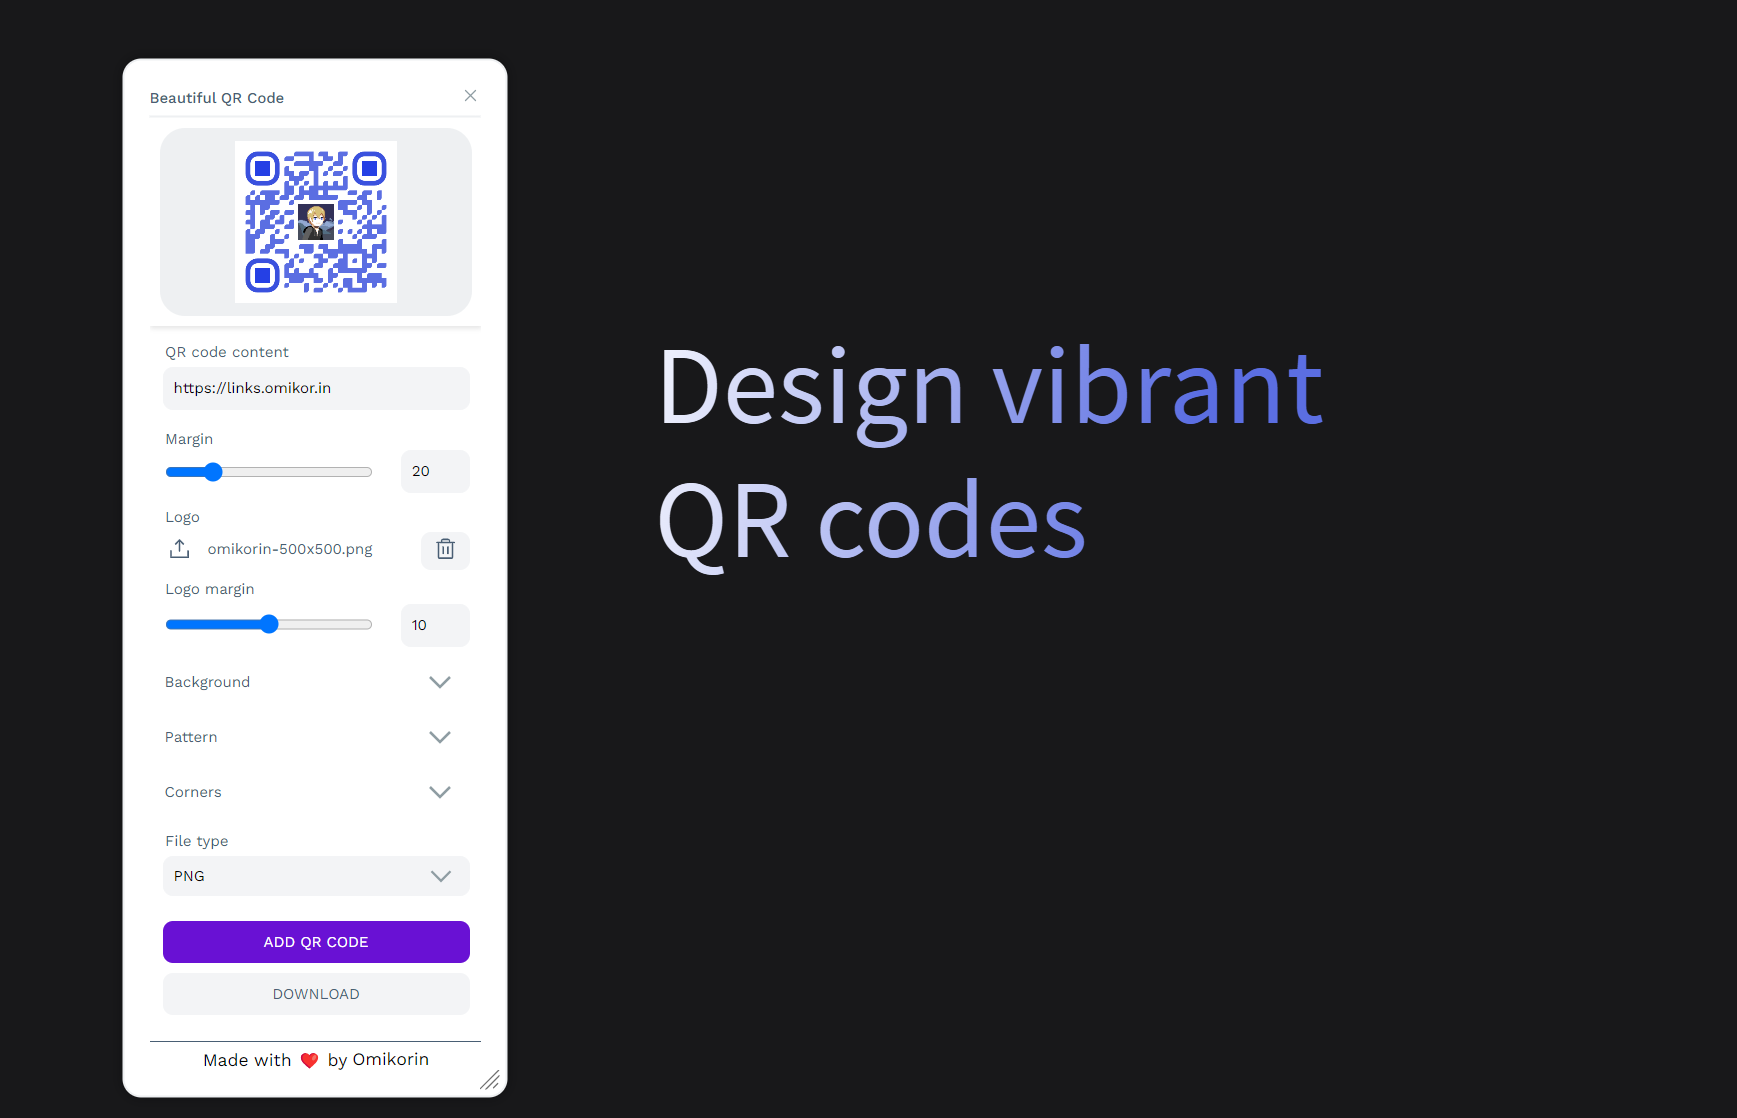 Beautiful QR Code
QR code content
https://links.omikor.in
Margin
20
Logo
omikorin-500x500.png
Logo margin
10
Background
Pattern
Corners
File type
PNG
ADD QR CODE
DOWNLOAD
Made with ❤️ by Omikorin
Design vibrant
QR codes